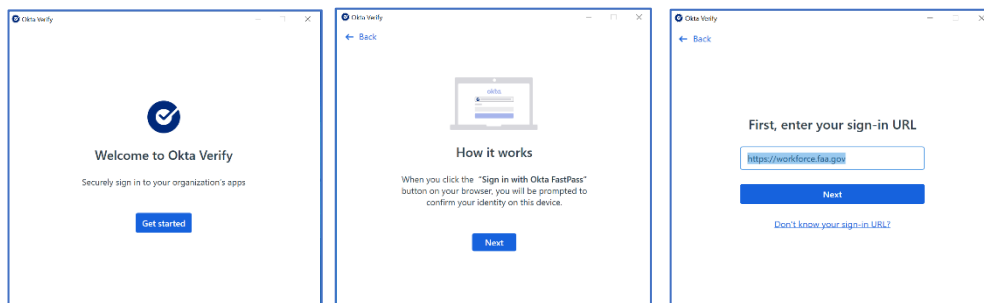 Okta Verify
Welcome to Okta Verify
Securely sign in to your organization's apps
Get started
Okta Verify
← Back
okta
How it works
When you click the "Sign in with Okta FastPass"
button on your browser, you will be prompted to
confirm your identity on this device.
Next
Okta Verify
← Back
First, enter your sign-in URL
https://workforce.faa.gov
Next
Don't know your sign-in URL?